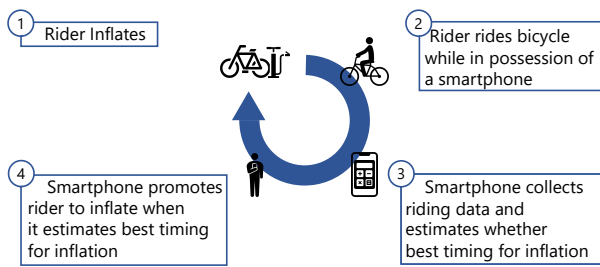 1
Rider Inflates
2
Rider rides bicycle
while in possession of
a smartphone
3
Smartphone collects
riding data and
estimates whether
best timing for inflation
4
Smartphone promotes
rider to inflate when
it estimates best timing
for inflation